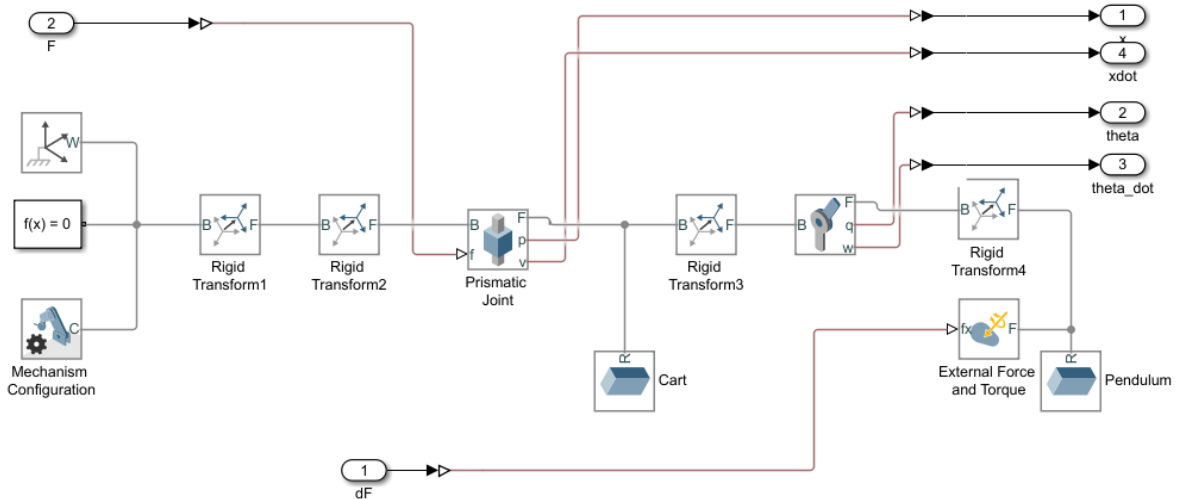 2
F
1
x
4
xdot
W
2
theta
3
theta_dot
f(x) = 0
B F
Rigid
Transform1
B F
Rigid
Transform2
B F
f p
v
Prismatic
Joint
B F
Rigid
Transform3
B F
q
w
B F
Rigid
Transform4
C
Mechanism
Configuration
R
Cart
fx F
External Force
and Torque
R
Pendulum
1
dF